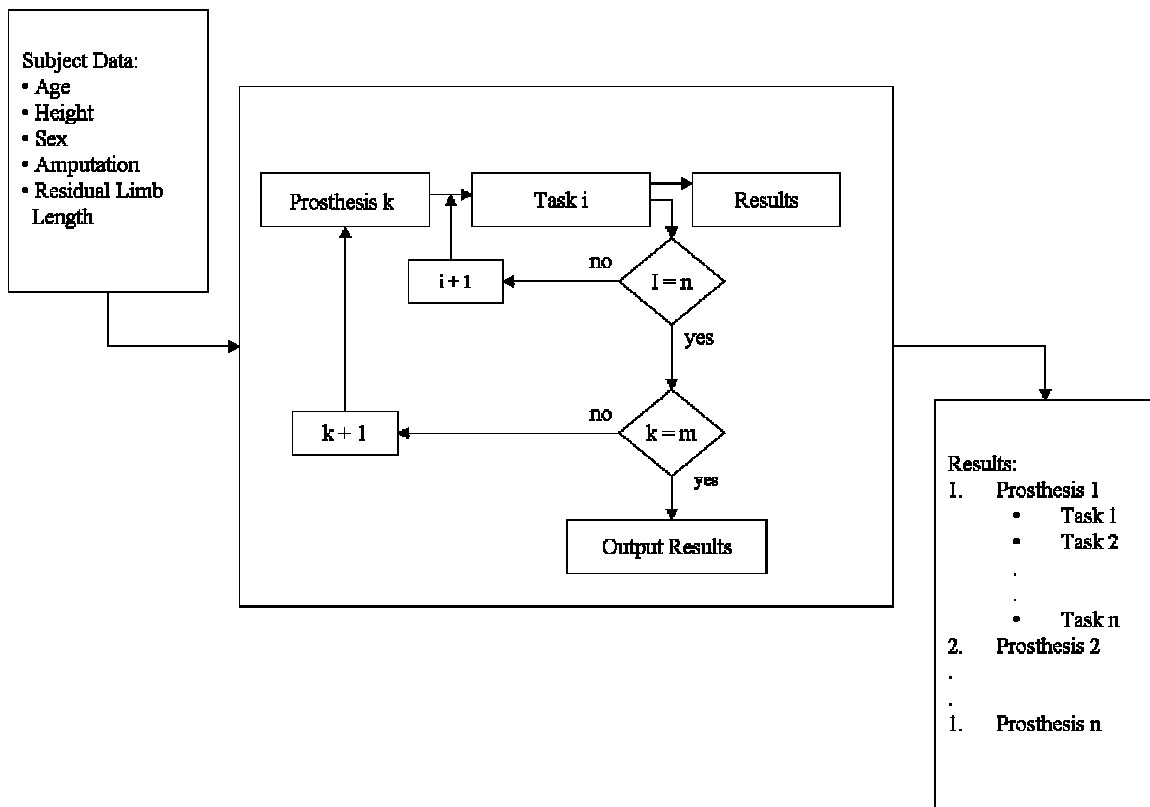 Subject Data:
• Age
• Height
• Sex
• Amputation
• Residual Limb
Length
Prosthesis k
Task i
Results
i + 1
no
I = n
yes
k + 1
no
k = m
yes
Output Results
Results:
1. Prosthesis 1
• Task 1
• Task 2
.
.
• Task n
2. Prosthesis 2
.
.
1. Prosthesis n